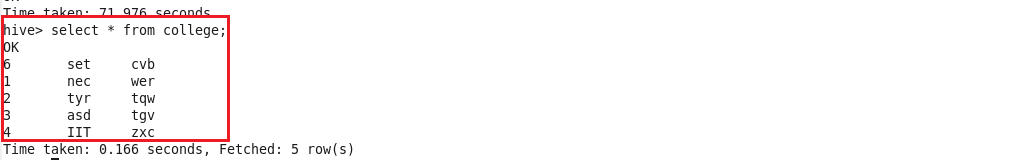 Time taken: 71.976 seconds
hive> select * from college;
OK
6 set cvb
1 nec wer
2 tyr tqw
3 asd tgv
4 IIT zxc
Time taken: 0.166 seconds, Fetched: 5 row(s)